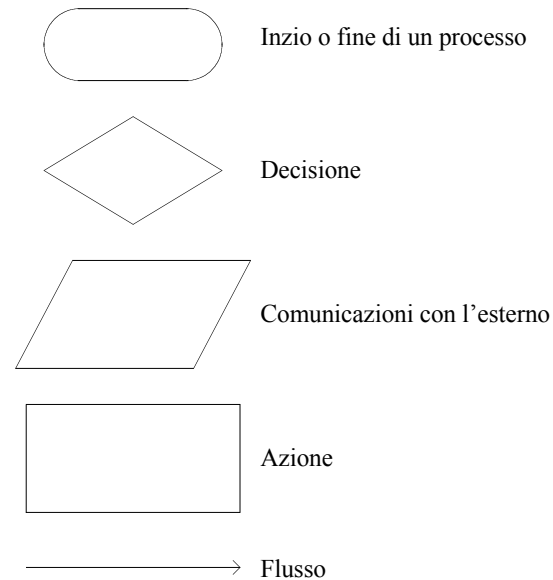 Inzio o fine di un processo
Decisione
Comunicazioni con l'esterno
Azione
Flusso